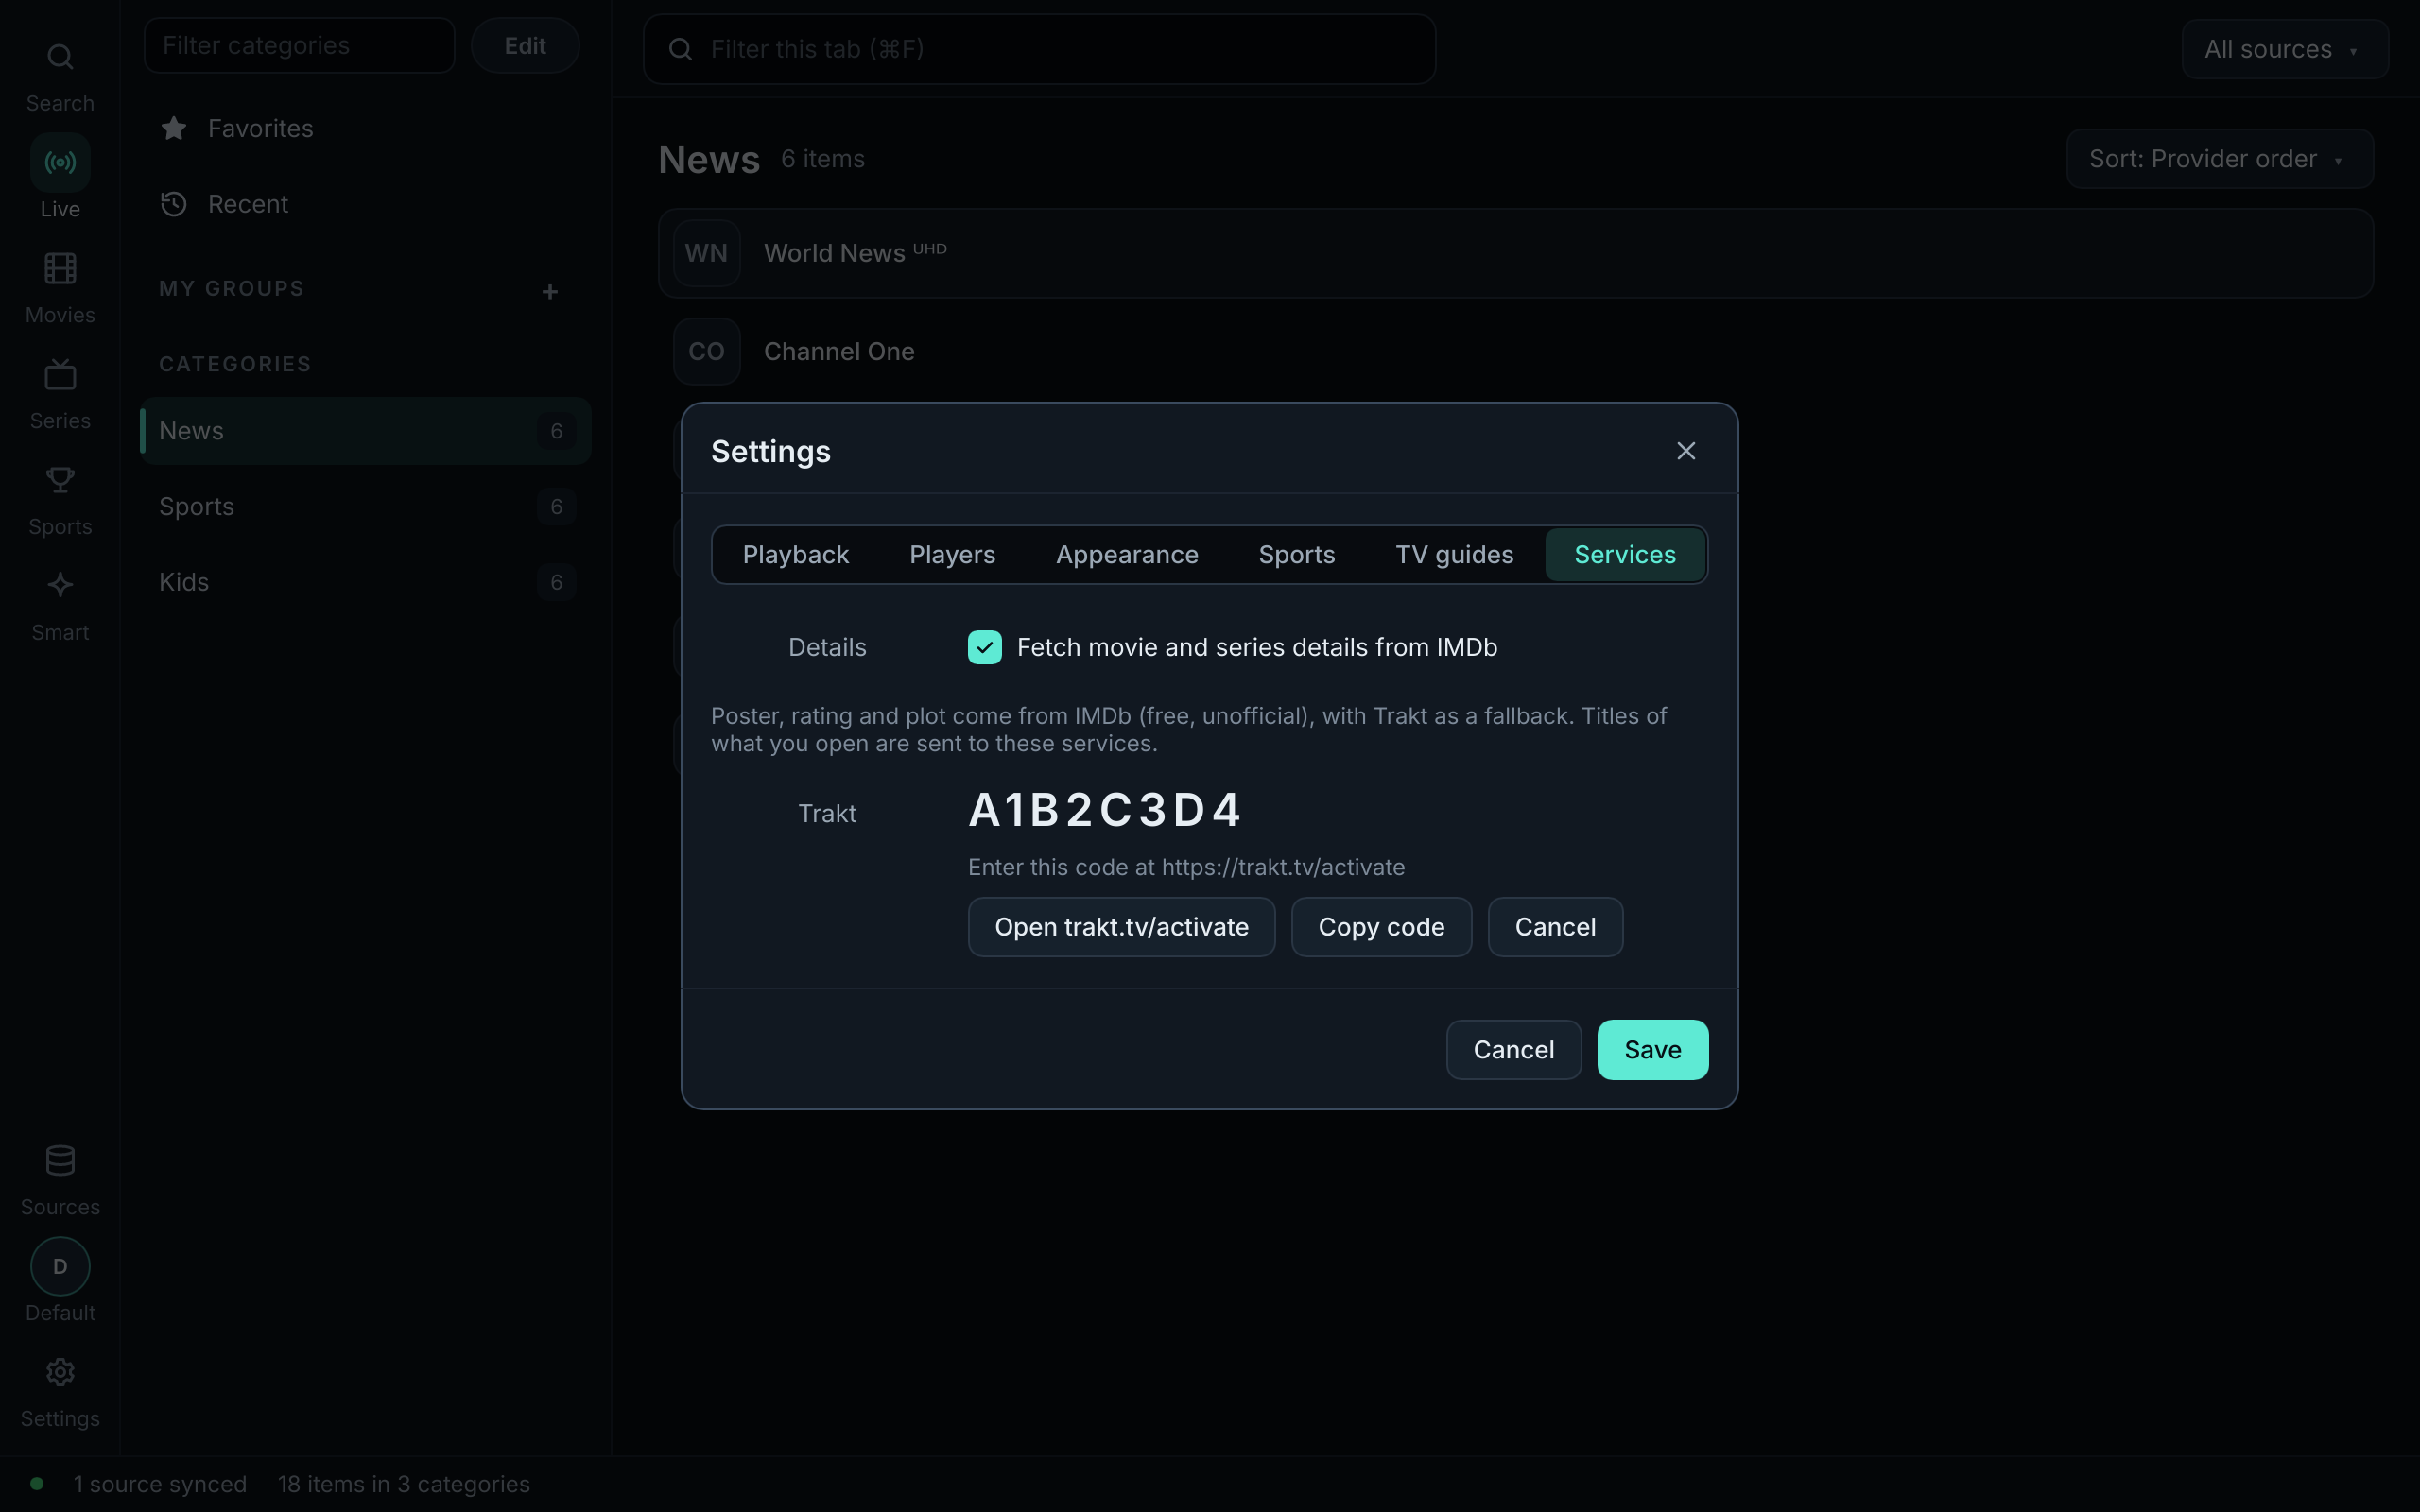 Search
Live
Movies
Series
Sports
Smart
Sources
D
Default
Settings
Filter categories
Edit
Favorites
Recent
MY GROUPS
+
CATEGORIES
News 6
Sports 6
Kids 6
Filter this tab (⌘F)
All sources
News 6 items
Sort: Provider order
WN World News UHD
CO Channel One
Settings
Playback Players Appearance Sports TV guides Services
Details Fetch movie and series details from IMDb
Poster, rating and plot come from IMDb (free, unofficial), with Trakt as a fallback. Titles of
what you open are sent to these services.
Trakt A1B2C3D4
Enter this code at https://trakt.tv/activate
Open trakt.tv/activate Copy code Cancel
Cancel Save
1 source synced 18 items in 3 categories